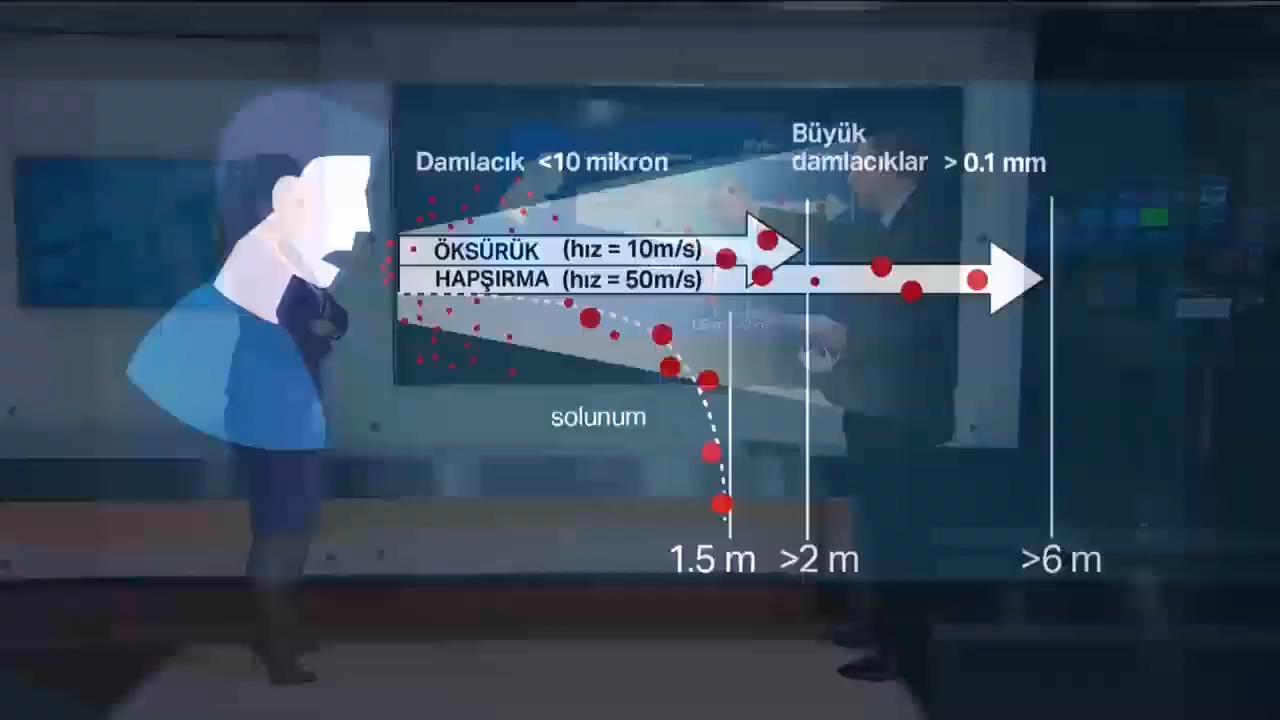 Damlacık <10 mikron
Büyük
damlacıklar > 0.1 mm
ÖKSÜRÜK (hız = 10m/s)
HAPŞIRMA (hız = 50m/s)
solunum
1.5 m >2 m >6 m